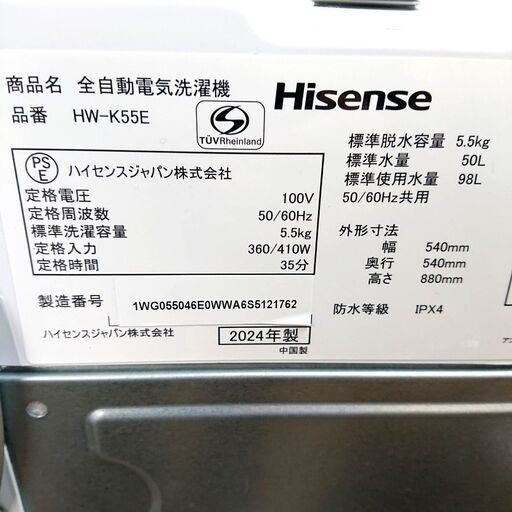 商品名 全自動電気洗濯機
品番 HW-K55E
TÜVRheinland
Hisense
PS
E
ハイセンスジャパン株式会社
定格電圧 100V
定格周波数 50/60Hz
標準洗濯容量 5.5kg
定格入力 360/410W
定格時間 35分
標準脱水容量 5.5kg
標準水量 50L
標準使用水量 98L
50/60Hz共用
外形寸法
幅 540mm
奥行 540mm
高さ 880mm
防水等級 IPX4
製造番号 1WG055046E0WWA6S5121762
ハイセンスジャパン株式会社 2024年製
中国製